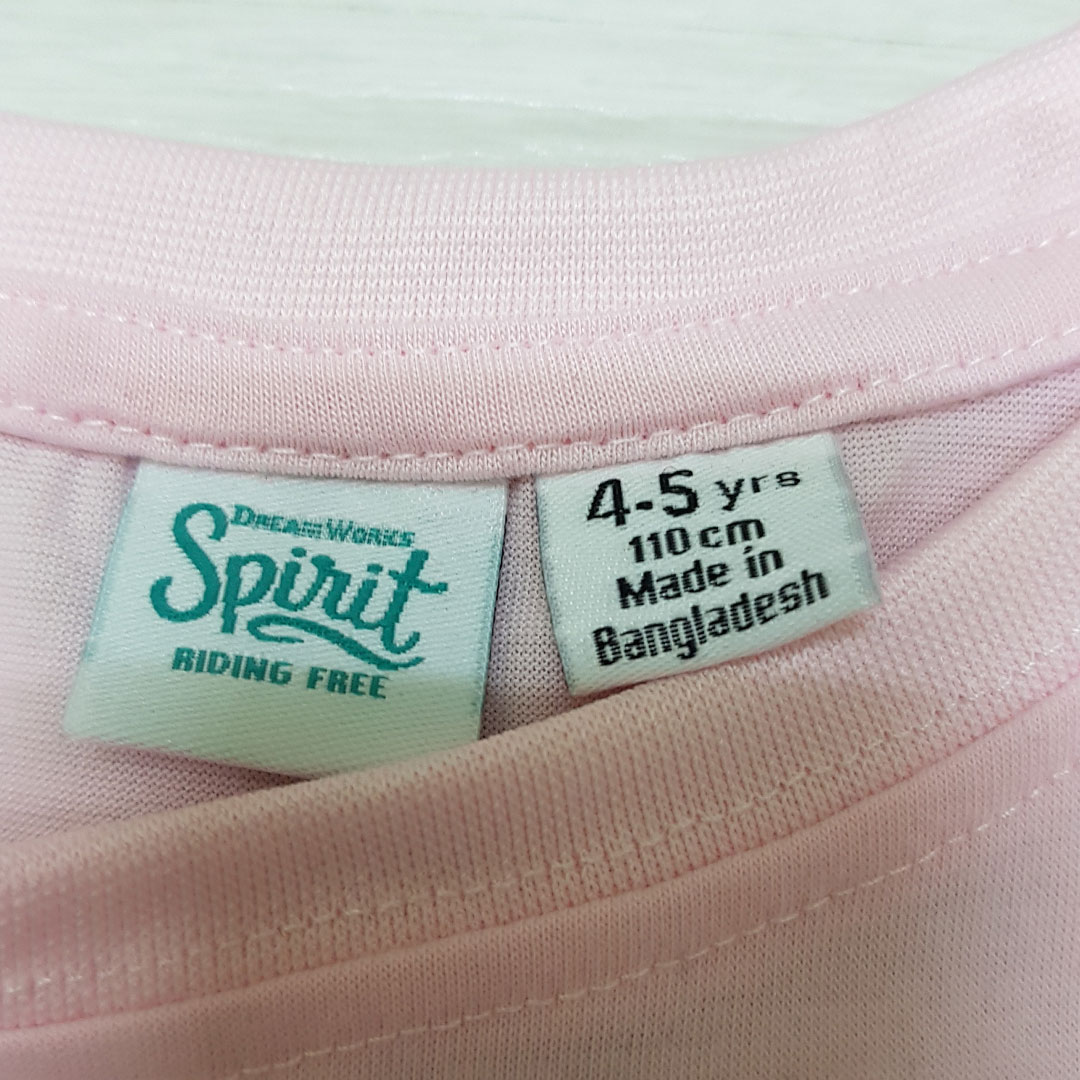 DREAMWORKS
Spirit
RIDING FREE
4-5 yrs
110 cm
Made in
Bangladesh